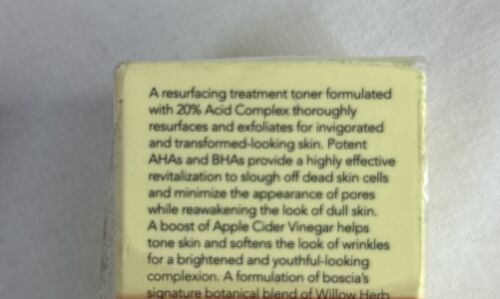 A resurfacing treatment toner formulated
with 20% Acid Complex thoroughly
resurfaces and exfoliates for invigorated
and transformed-looking skin. Potent
AHAs and BHAs provide a highly effective
revitalization to slough off dead skin cells
and minimize the appearance of pores
while reawakening the look of dull skin.
A boost of Apple Cider Vinegar helps
tone skin and softens the look of wrinkles
for a brightened and youthful-looking
complexion. A formulation of boscia's
signature botanical blend of Willow Herb